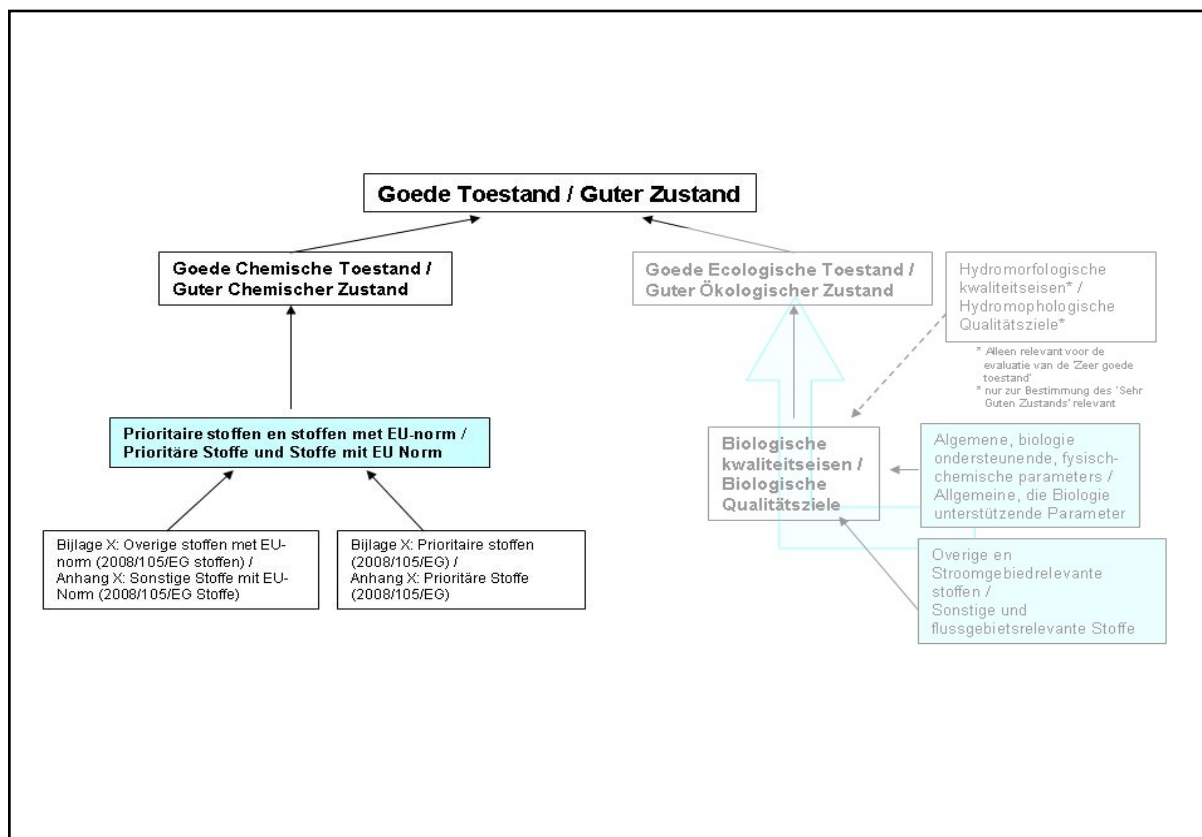 Goede Toestand / Guter Zustand
Goede Chemische Toestand /
Guter Chemischer Zustand
Prioritaire stoffen en stoffen met EU-norm /
Prioritäre Stoffe und Stoffe mit EU Norm
Bijlage X: Overige stoffen met EU-
norm (2008/105/EG stoffen) /
Anhang X: Sonstige Stoffe mit EU-
Norm (2008/105/EG Stoffe)
Bijlage X: Prioritaire stoffen
(2008/105/EG) /
Anhang X: Prioritäre Stoffe
(2008/105/EG)
Goede Ecologische Toestand /
Guter Ökologischer Zustand
Hydromorfologische
kwaliteitseisen* /
Hydromophologische
Qualitätsziele*
* Alleen relevant voor de
evaluatie van de 'Zeer goede
toestand'
* nur zur Bestimmung des 'Sehr
Guten Zustands' relevant
Biologische
kwaliteitseisen /
Biologische
Qualitätsziele
Algemene, biologie
ondersteunende, fysisch-
chemische parameters /
Allgemeine, die Biologie
unterstützende Parameter
Overige en
Stroomgebiedrelevante
stoffen /
Sonstige und
flussgebietsrelevante Stoffe